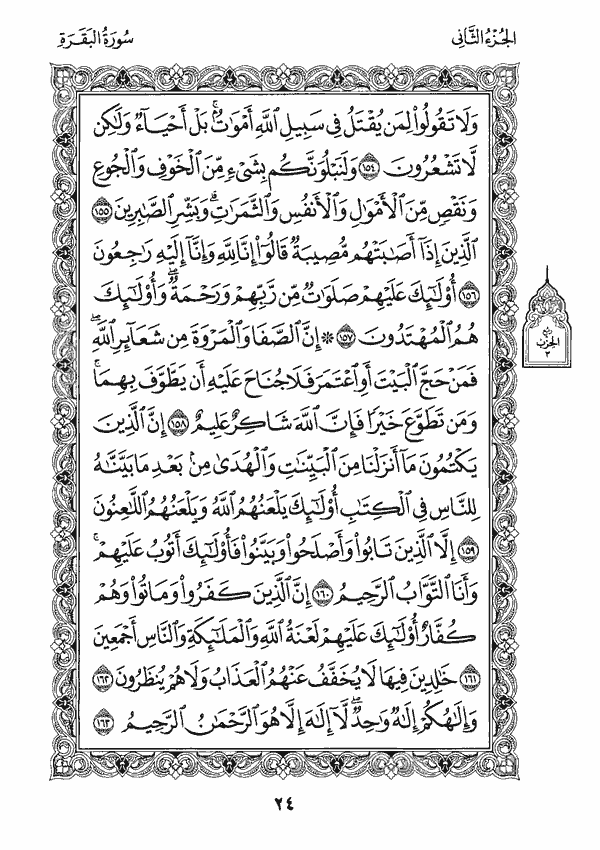 الجُزْءُ الثَّانِى
سُورَةُ البَقَرَةِ
وَلَا تَقُولُوا۟ لِمَن يُقْتَلُ فِى سَبِيلِ ٱللَّهِ أَمْوَٰتٌۢ ۚ بَلْ أَحْيَآءٌ وَلَٰكِن
لَّا تَشْعُرُونَ ١٥٤ وَلَنَبْلُوَنَّكُم بِشَىْءٍ مِّنَ ٱلْخَوْفِ وَٱلْجُوعِ
وَنَقْصٍ مِّنَ ٱلْأَمْوَٰلِ وَٱلْأَنفُسِ وَٱلثَّمَرَٰتِ ۗ وَبَشِّرِ ٱلصَّٰبِرِينَ ١٥٥
ٱلَّذِينَ إِذَآ أَصَٰبَتْهُم مُّصِيبَةٌ قَالُوٓا۟ إِنَّا لِلَّهِ وَإِنَّآ إِلَيْهِ رَٰجِعُونَ
١٥٦ أُو۟لَٰٓئِكَ عَلَيْهِمْ صَلَوَٰتٌ مِّن رَّبِّهِمْ وَرَحْمَةٌ ۖ وَأُو۟لَٰٓئِكَ
هُمُ ٱلْمُهْتَدُونَ ١٥٧ ۞ إِنَّ ٱلصَّفَا وَٱلْمَرْوَةَ مِن شَعَآئِرِ ٱللَّهِ ۖ
فَمَنْ حَجَّ ٱلْبَيْتَ أَوِ ٱعْتَمَرَ فَلَا جُنَاحَ عَلَيْهِ أَن يَطَّوَّفَ بِهِمَا ۚ
وَمَن تَطَوَّعَ خَيْرًا فَإِنَّ ٱللَّهَ شَاكِرٌ عَلِيمٌ ١٥٨ إِنَّ ٱلَّذِينَ
يَكْتُمُونَ مَآ أَنزَلْنَا مِنَ ٱلْبَيِّنَٰتِ وَٱلْهُدَىٰ مِنۢ بَعْدِ مَا بَيَّنَّٰهُ
لِلنَّاسِ فِى ٱلْكِتَٰبِ ۙ أُو۟لَٰٓئِكَ يَلْعَنُهُمُ ٱللَّهُ وَيَلْعَنُهُمُ ٱللَّٰعِنُونَ
١٥٩ إِلَّا ٱلَّذِينَ تَابُوا۟ وَأَصْلَحُوا۟ وَبَيَّنُوا۟ فَأُو۟لَٰٓئِكَ أَتُوبُ عَلَيْهِمْ ۚ
وَأَنَا ٱلتَّوَّابُ ٱلرَّحِيمُ ١٦٠ إِنَّ ٱلَّذِينَ كَفَرُوا۟ وَمَاتُوا۟ وَهُمْ
كُفَّارٌ أُو۟لَٰٓئِكَ عَلَيْهِمْ لَعْنَةُ ٱللَّهِ وَٱلْمَلَٰٓئِكَةِ وَٱلنَّاسِ أَجْمَعِينَ
١٦١ خَٰلِدِينَ فِيهَا ۖ لَا يُخَفَّفُ عَنْهُمُ ٱلْعَذَابُ وَلَا هُمْ يُنظَرُونَ ١٦٢
وَإِلَٰهُكُمْ إِلَٰهٌ وَٰحِدٌ ۖ لَّآ إِلَٰهَ إِلَّا هُوَ ٱلرَّحْمَٰنُ ٱلرَّحِيمُ ١٦٣
ربع
الحزب
٣
٢٤